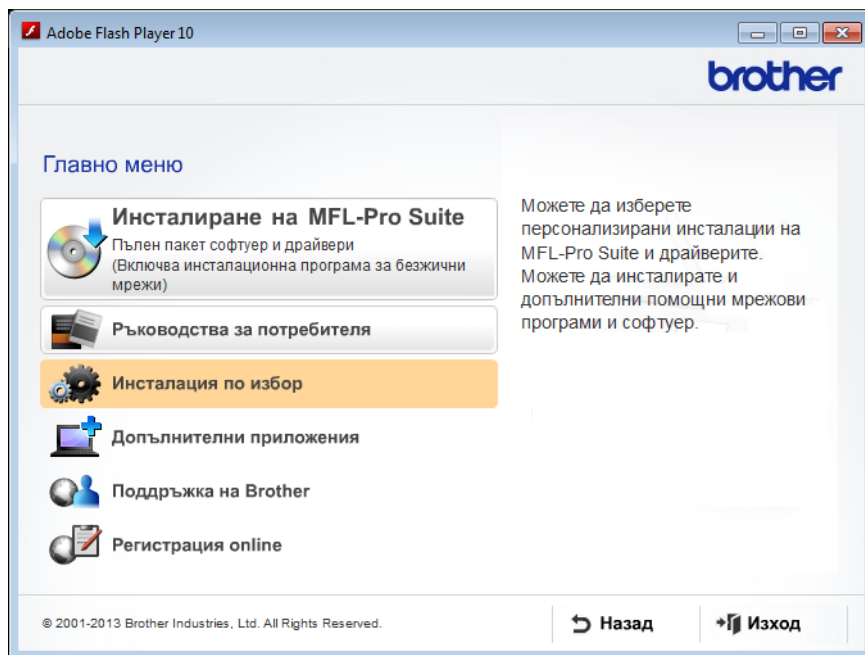 Adobe Flash Player 10
brother
Главно меню
Инсталиране на MFL-Pro Suite
Пълен пакет софтуер и драйвери
(Включва инсталационна програма за безжични
мрежи)
Ръководства за потребителя
Инсталация по избор
Допълнителни приложения
Поддръжка на Brother
Регистрация online
Можете да изберете
персонализирани инсталации на
MFL-Pro Suite и драйверите.
Можете да инсталирате и
допълнителни помощни мрежови
програми и софтуер.
© 2001-2013 Brother Industries, Ltd. All Rights Reserved.
Назад
Изход